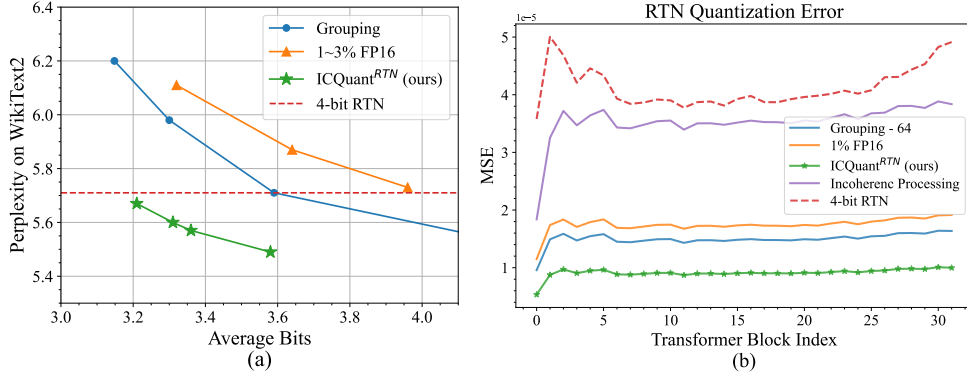 6.4
6.2
6.0
5.8
5.6
5.4
3.0
3.2
3.4
3.6
3.8
4.0
Perplexity on WikiText2
Average Bits
Grouping
1~3% FP16
ICQuant^RTN (ours)
4-bit RTN
(a)
RTN Quantization Error
1e−5
5
4
3
2
1
0
5
10
15
20
25
30
MSE
Transformer Block Index
Grouping - 64
1% FP16
ICQuant^RTN (ours)
Incoherenc Processing
4-bit RTN
(b)